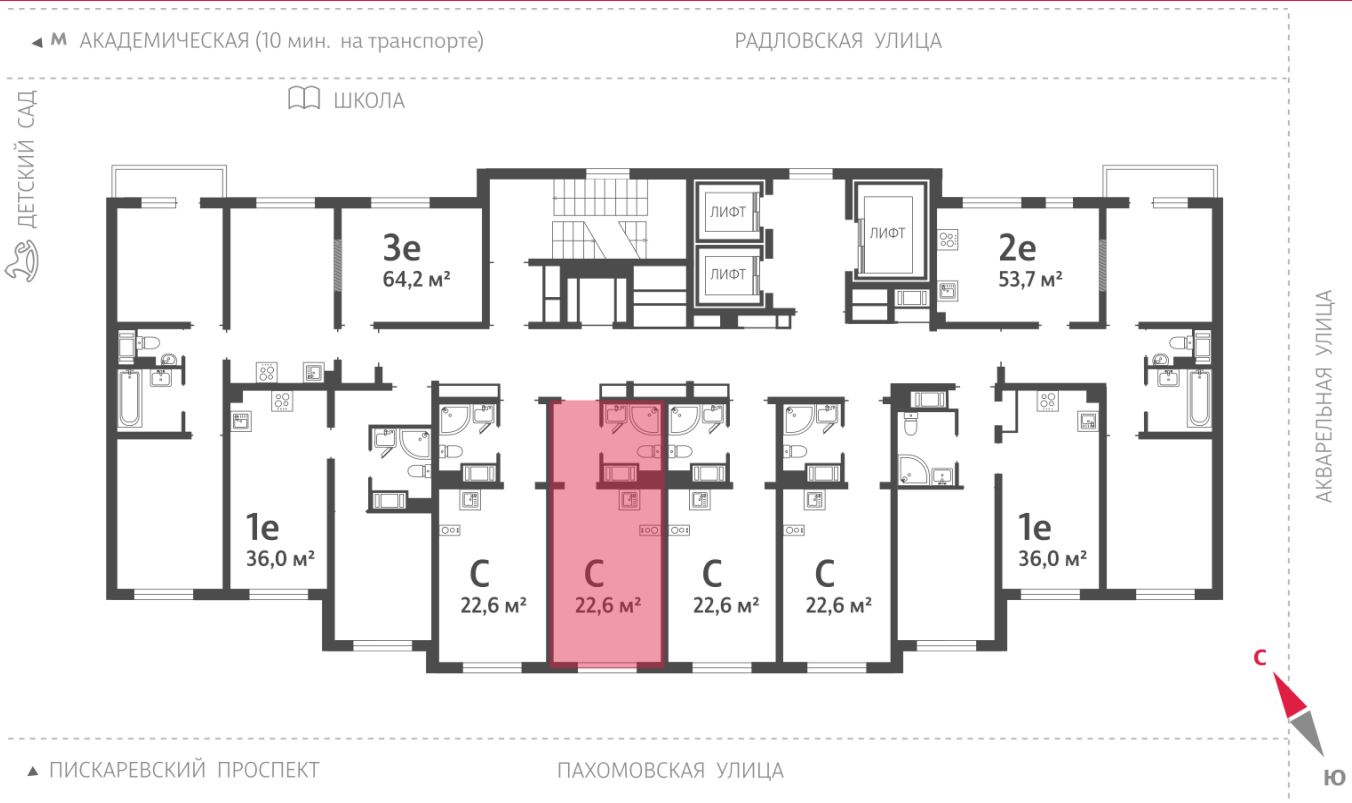 М АКАДЕМИЧЕСКАЯ (10 мин. на транспорте)
РАДЛОВСКАЯ УЛИЦА
ШКОЛА
ДЕТСКИЙ САД
3е
64,2 м²
ЛИФТ
ЛИФТ
ЛИФТ
2е
53,7 м²
АКВАРЕЛЬНАЯ УЛИЦА
1е
36,0 м²
С
22,6 м²
С
22,6 м²
С
22,6 м²
С
22,6 м²
1е
36,0 м²
С
Ю
ПИСКАРЕВСКИЙ ПРОСПЕКТ
ПАХОМОВСКАЯ УЛИЦА